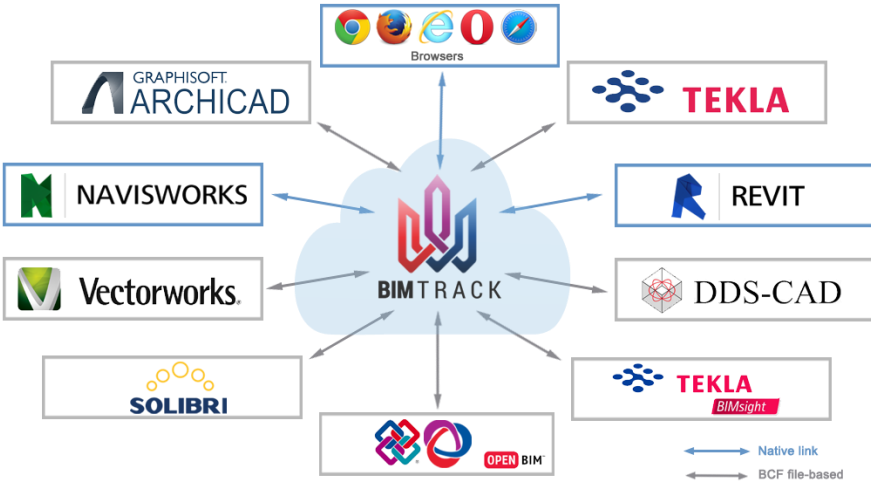 Browsers
GRAPHISOFT.
ARCHICAD
TEKLA
NAVISWORKS
REVIT
BIMTRACK
Vectorworks®
DDS-CAD
SOLIBRI
TEKLA
BIMsight
OPEN BIM™
Native link
BCF file-based